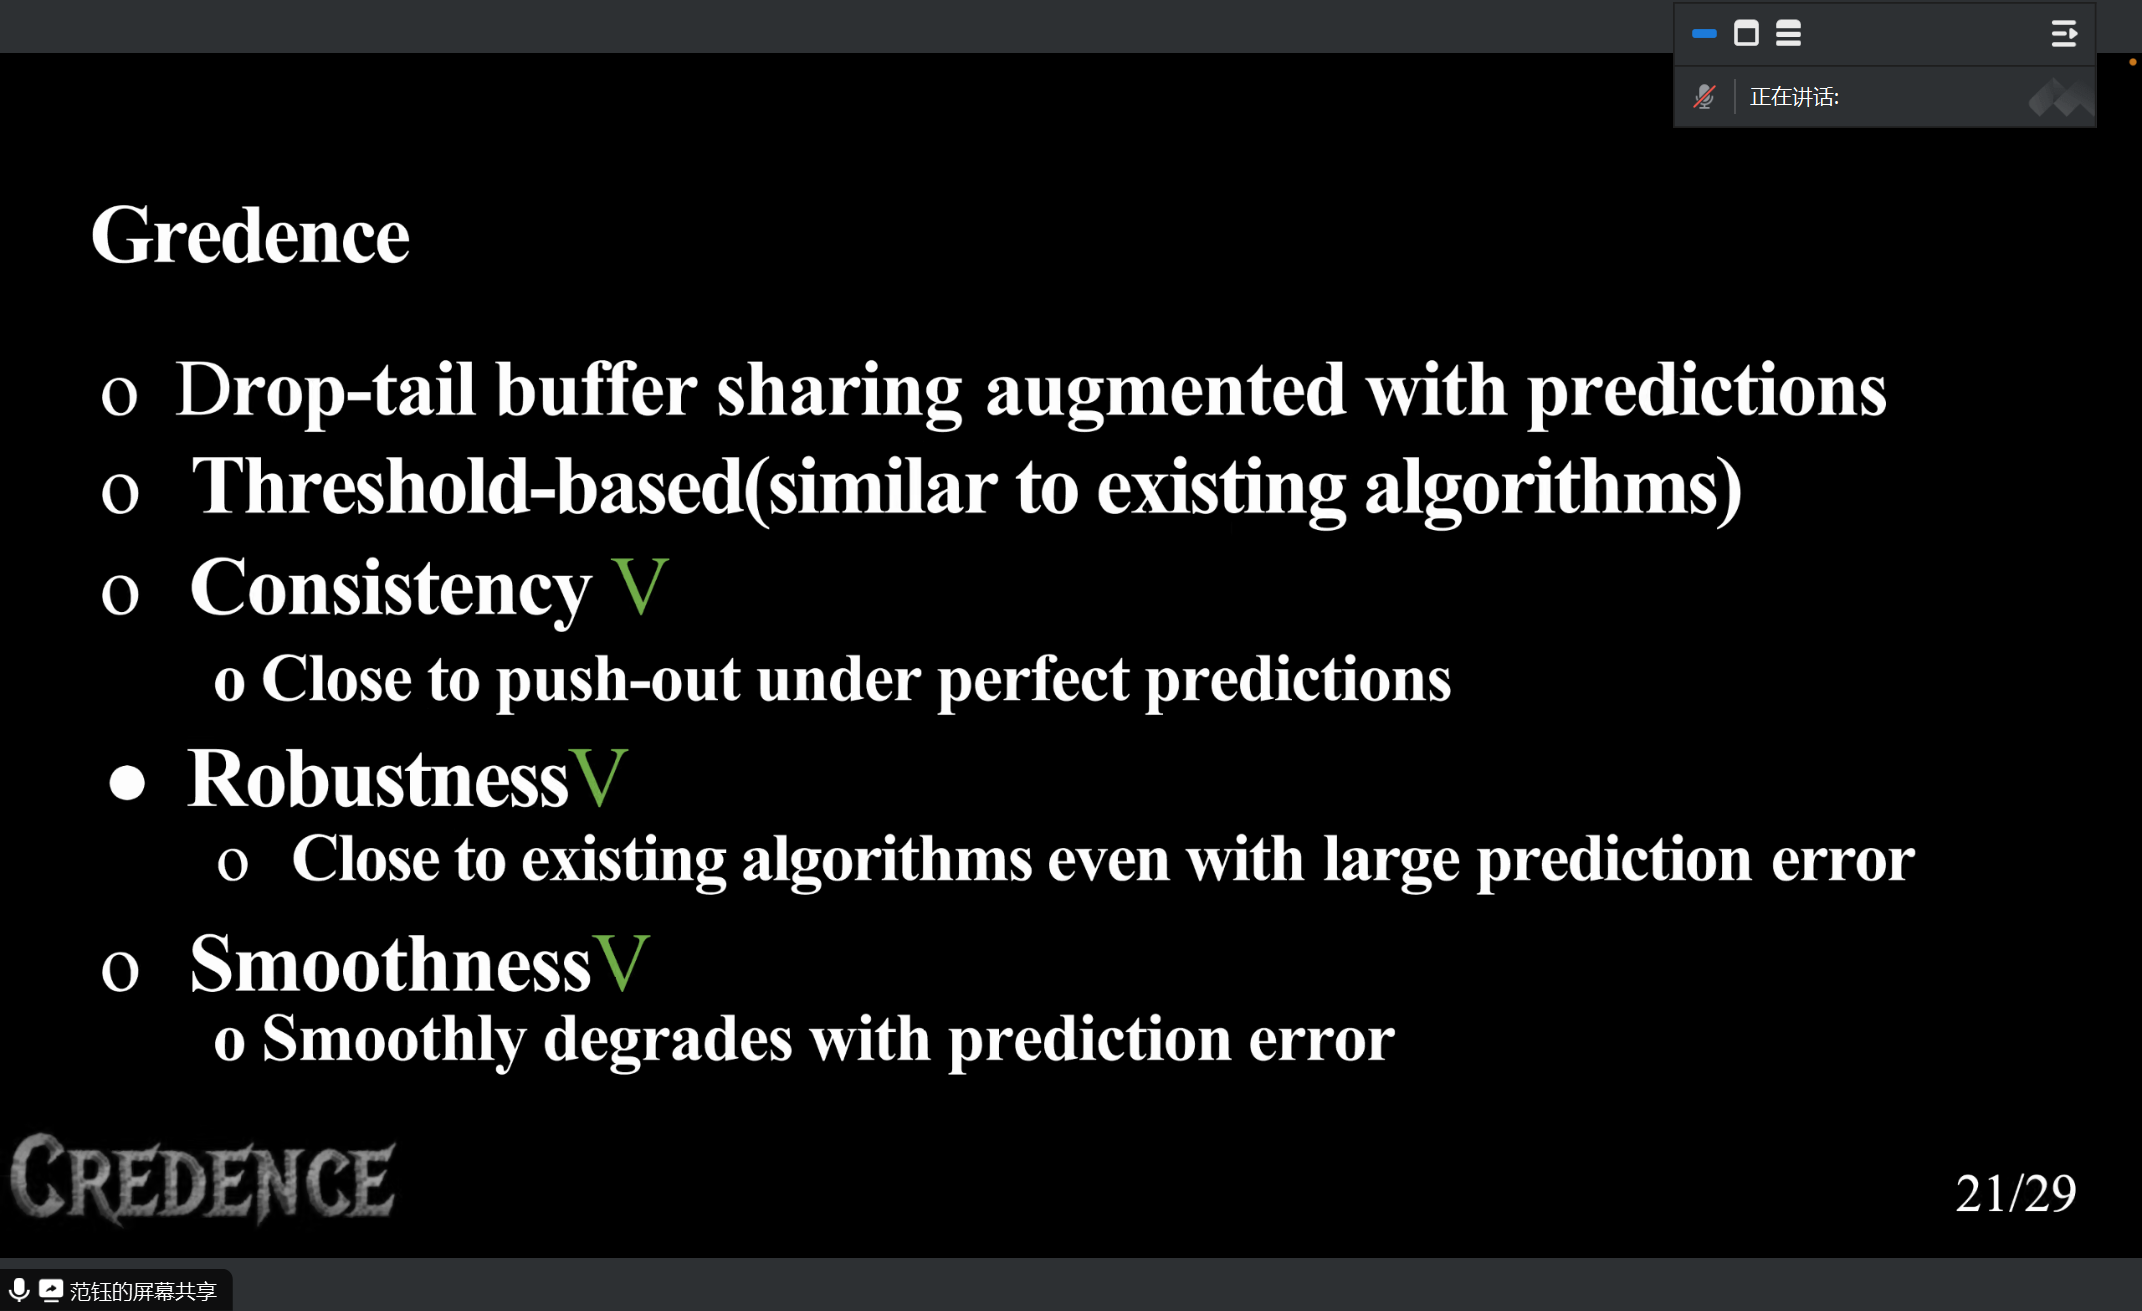 正在讲话:
Gredence
o Drop-tail buffer sharing augmented with predictions
o Threshold-based(similar to existing algorithms)
o Consistency V
o Close to push-out under perfect predictions
● RobustnessV
o Close to existing algorithms even with large prediction error
o SmoothnessV
o Smoothly degrades with prediction error
CREDENCE
21/29
范钰的屏幕共享